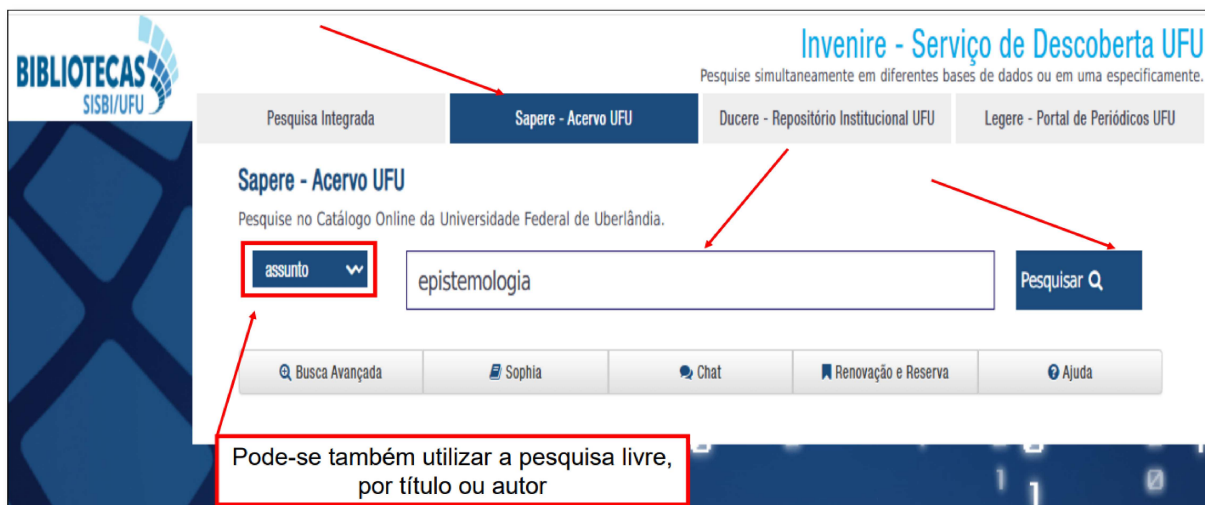 BIBLIOTECAS
SISBI/UFU
Invenire - Serviço de Descoberta UFU
Pesquise simultaneamente em diferentes bases de dados ou em uma especificamente.
Pesquisa Integrada
Sapere - Acervo UFU
Ducere - Repositório Institucional UFU
Legere - Portal de Periódicos UFU
Sapere - Acervo UFU
Pesquise no Catálogo Online da Universidade Federal de Uberlândia.
assunto
epistemologia
Pesquisar
Busca Avançada
Sophia
Chat
Renovação e Reserva
Ajuda
Pode-se também utilizar a pesquisa livre,
por título ou autor